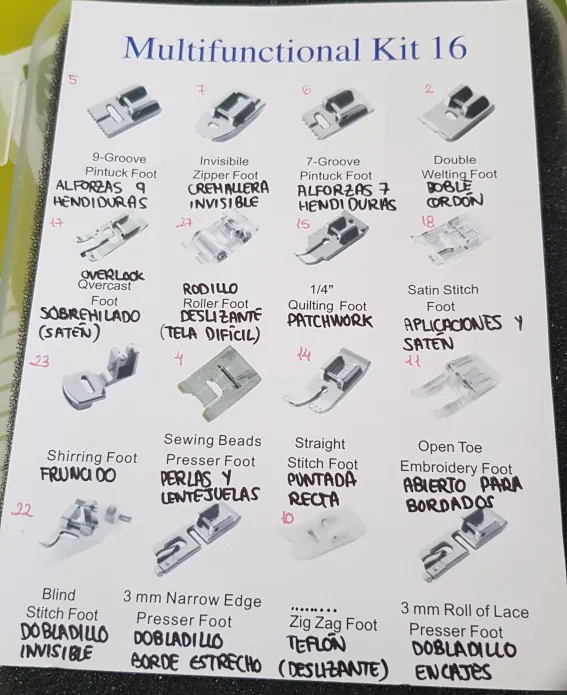 Multifunctional Kit 16
5
7
6
2
9-Groove
Pintuck Foot
ALFORZAS 9
HENDIDURAS
Invisibile
Zipper Foot
CREMALLERA
INVISIBLE
7-Groove
Pintuck Foot
ALFORZAS 7
HENDIDURAS
Double
Welting Foot
DOBLE
CORDÓN
17
27
15
18
OVERLOCK
Overcast
Foot
SOBREHILADO
(SATÉN)
RODILLO
Roller Foot
DESLIZANTE
(TELA DIFÍCIL)
1/4"
Quilting Foot
PATCHWORK
Satin Stitch
Foot
APLICACIONES Y
SATÉN
23
4
14
11
Shirring Foot
FRUNCIDO
Sewing Beads
Presser Foot
PERLAS Y
LENTEJUELAS
Straight
Stitch Foot
PUNTADA
RECTA
Open Toe
Embroidery Foot
ABIERTO PARA
BORDADOS
22
10
Blind
Stitch Foot
DOBLADILLO
INVISIBLE
3 mm Narrow Edge
Presser Foot
DOBLADILLO
BORDE ESTRECHO
.........
Zig Zag Foot
TEFLÓN
(DESLIZANTE)
3 mm Roll of Lace
Presser Foot
DOBLADILLO
ENCAJES